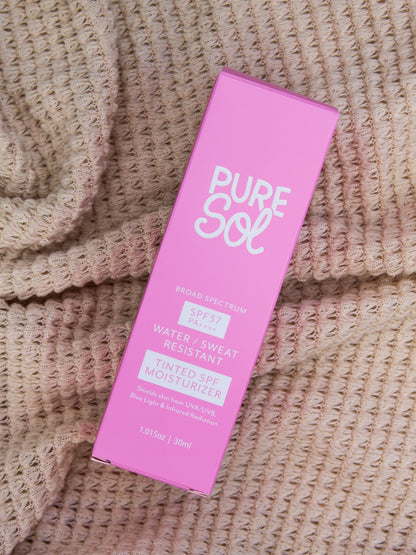 PURE
Sol
BROAD SPECTRUM
SPF37
PA++++
WATER / SWEAT
RESISTANT
TINTED SPF
MOISTURIZER
Shields skin from UVA/UVB,
Blue Light & Infrared Radiation
1.015oz | 30ml